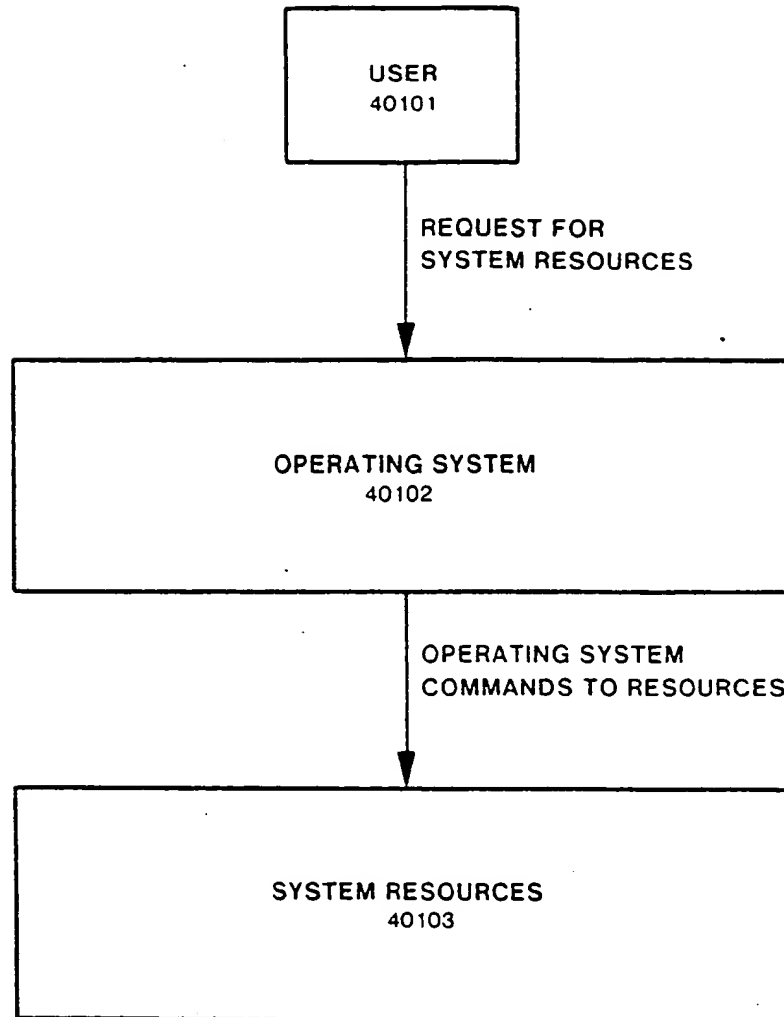 USER
40101
REQUEST FOR
SYSTEM RESOURCES
OPERATING SYSTEM
40102
OPERATING SYSTEM
COMMANDS TO RESOURCES
SYSTEM RESOURCES
40103